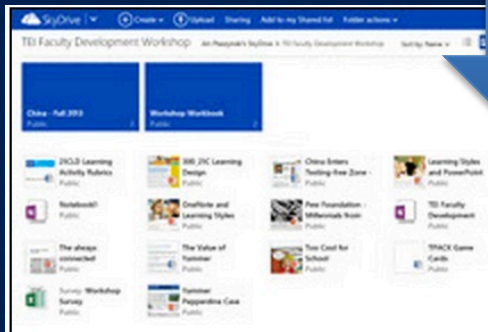 SkyDrive
Create Upload Sharing Add to my Shared list Folder actions
TEI Faculty Development Workshop
TEI Faculty Development Workshop Sort by: Name
China - Fall 2013
Public 2
Workshop Workbook
Public 2
21CLD Learning
Activity Rubrics
Public
300_21C Learning
Design
Public
China Enters
Testing-free Zone -
Public
Learning Styles
and PowerPoint
Public
Notebook1
Public
OneNote and
Learning Styles
Public
Pew Foundation -
Millennials from
Public
TEI Faculty
Development
Public
The always
connected
Public
The Value of
Yammer
Public
Too Cool for
School
Public
TPACK Game
Cards
Public
Survey: Workshop
Survey
Public
Yammer
Pepperdine Case
Public